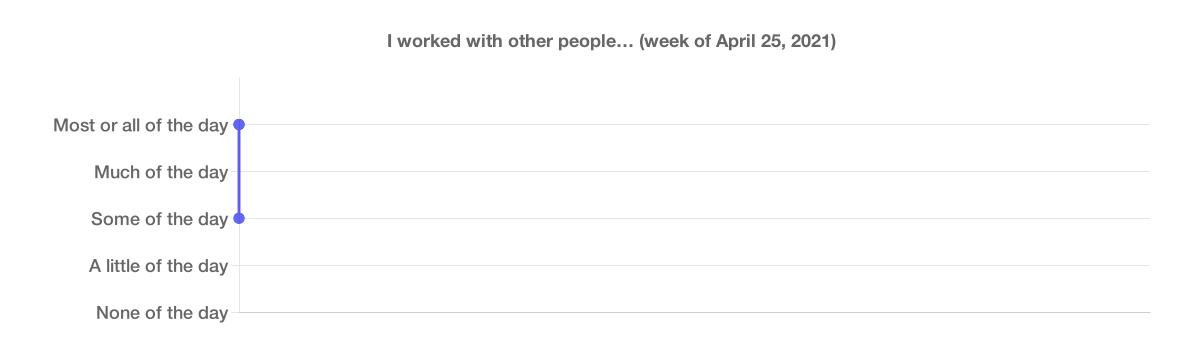 I worked with other people… (week of April 25, 2021)
Most or all of the day
Much of the day
Some of the day
A little of the day
None of the day